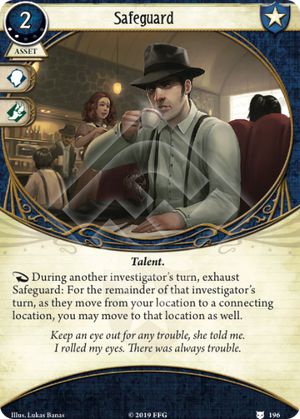 Safeguard
2
ASSET
Talent.
During another investigator's turn, exhaust
Safeguard: For the remainder of that investigator's
turn, as they move from your location to a connecting
location, you may move to that location as well.
Keep an eye out for any trouble, she told me.
I rolled my eyes. There was always trouble.
Illus. Lukas Banas
© 2019 FFG
196